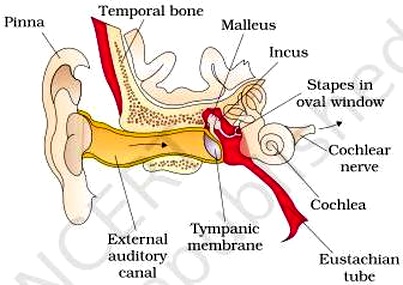 Pinna
Temporal bone
Malleus
Incus
Stapes in
oval window
Cochlear
nerve
Cochlea
Eustachian
tube
Tympanic
membrane
External
auditory
canal